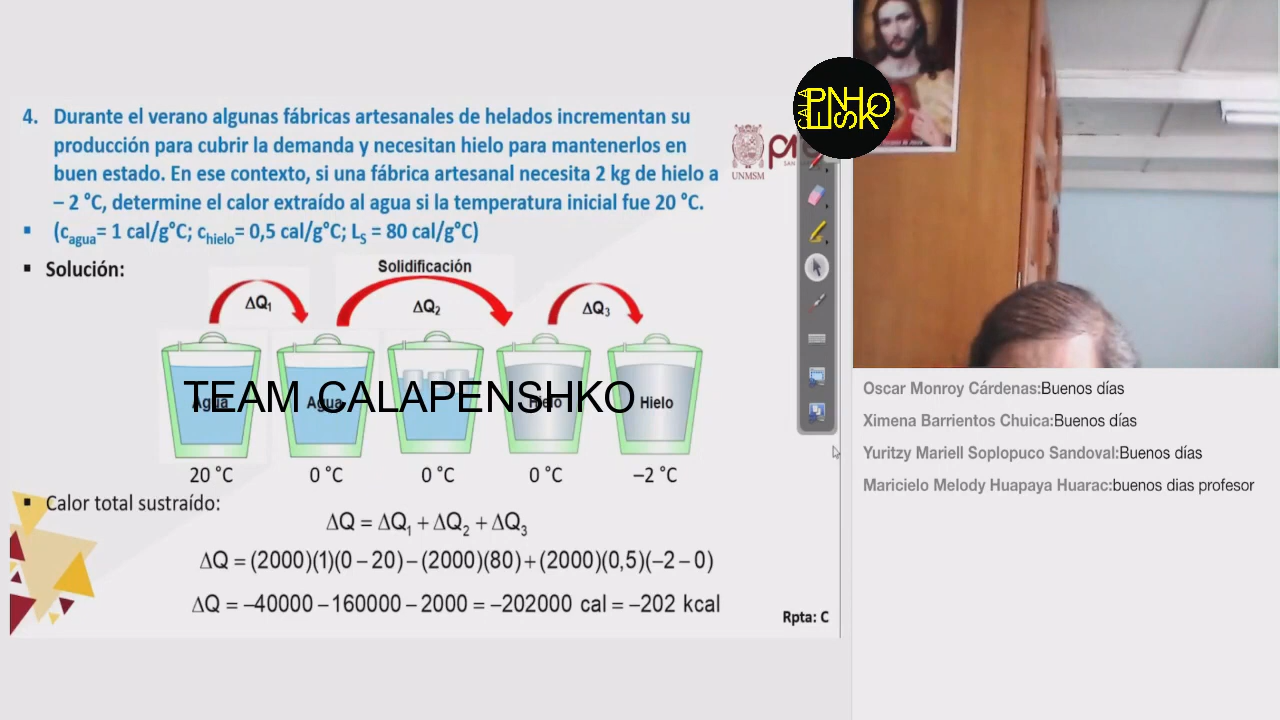 4. Durante el verano algunas fábricas artesanales de helados incrementan su
producción para cubrir la demanda y necesitan hielo para mantenerlos en
buen estado. En ese contexto, si una fábrica artesanal necesita 2 kg de hielo a
– 2 °C, determine el calor extraído al agua si la temperatura inicial fue 20 °C.
▪ (cagua= 1 cal/g°C; chielo= 0,5 cal/g°C; LS = 80 cal/g°C)
▪ Solución:
Solidificación
ΔQ1 ΔQ2 ΔQ3
Agua Agua Hielo Hielo
TEAM CALAPENSHKO
20 °C 0 °C 0 °C 0 °C –2 °C
▪ Calor total sustraído:
ΔQ = ΔQ1 + ΔQ2 + ΔQ3
ΔQ = (2000)(1)(0 – 20) – (2000)(80) + (2000)(0,5)(–2 – 0)
ΔQ = –40000 – 160000 – 2000 = –202000 cal = –202 kcal
Rpta: C
UNMSM
CALA
PENSHKO
Oscar Monroy Cárdenas:Buenos días
Ximena Barrientos Chuica:Buenos días
Yuritzy Mariell Soplopuco Sandoval:Buenos días
Maricielo Melody Huapaya Huarac:buenos dias profesor